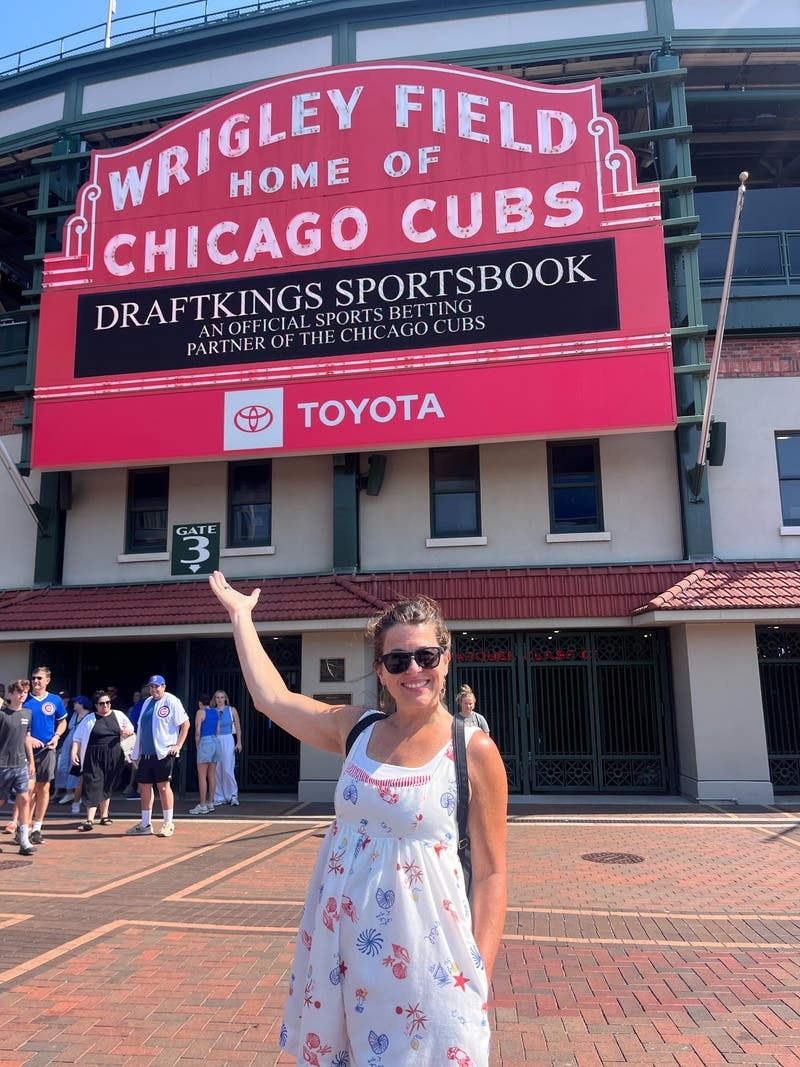 WRIGLEY FIELD
HOME OF
CHICAGO CUBS
DRAFTKINGS SPORTSBOOK
AN OFFICIAL SPORTS BETTING
PARTNER OF THE CHICAGO CUBS
TOYOTA
GATE
3